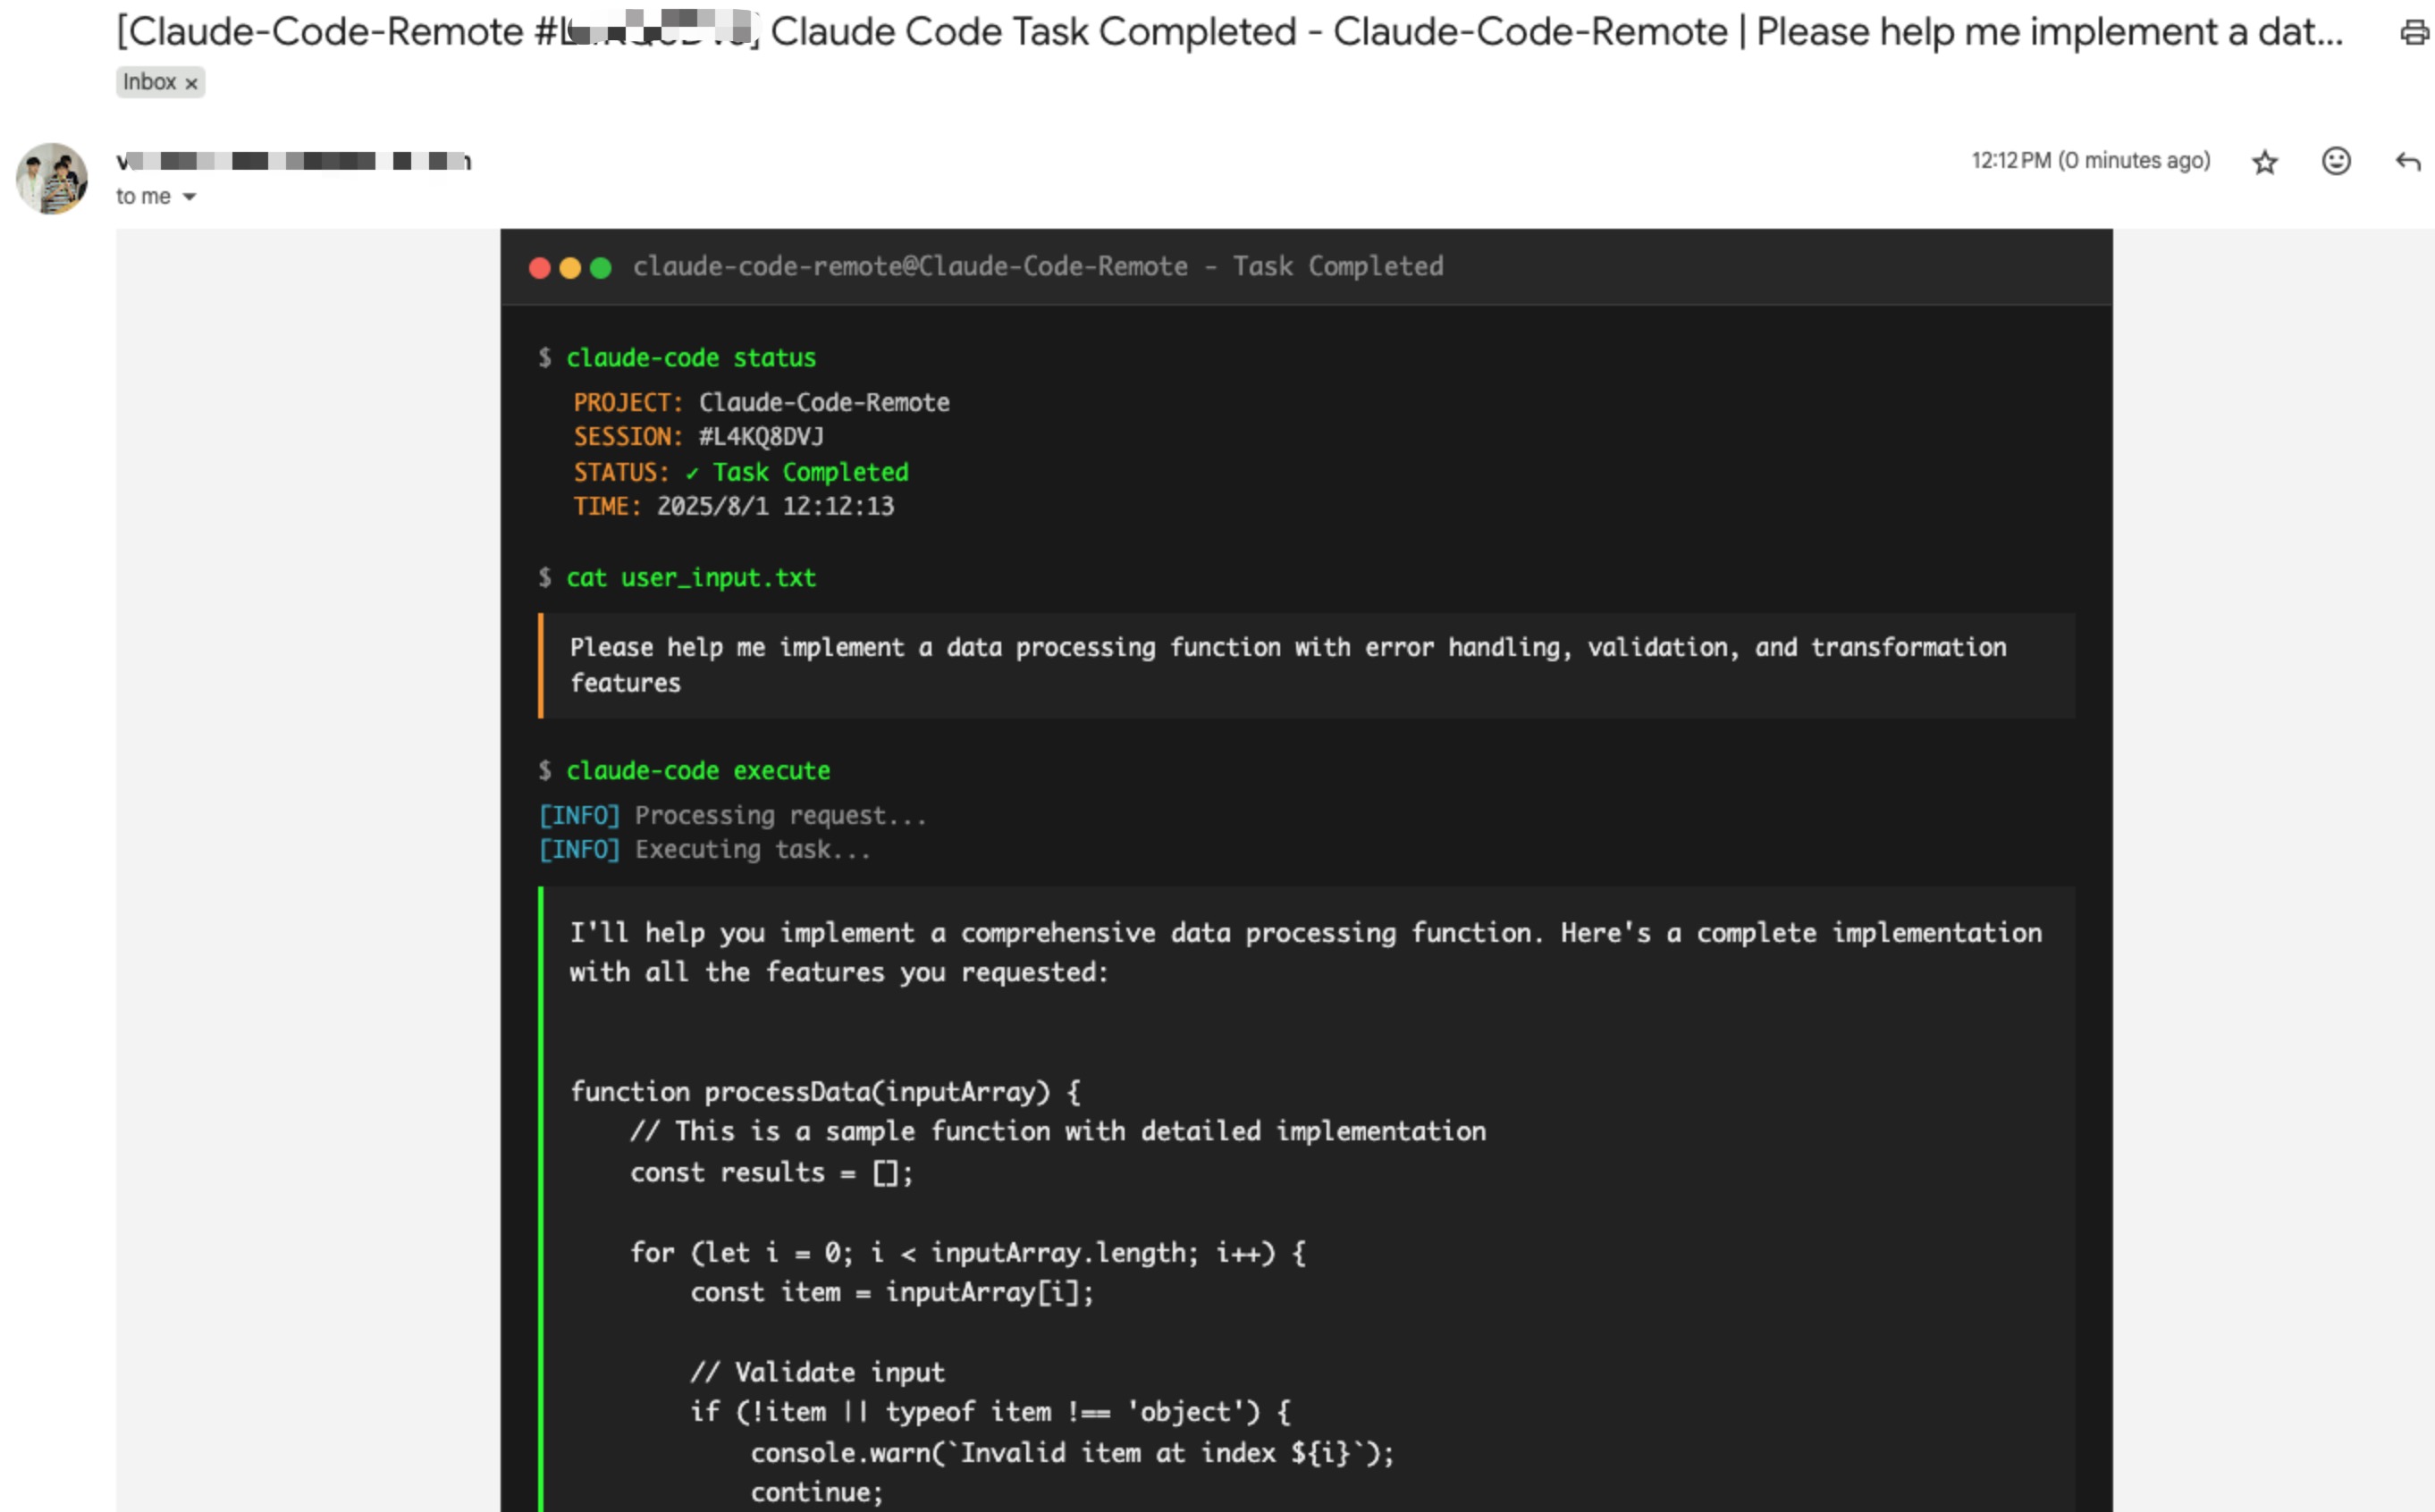 [Claude-Code-Remote Claude Code Task Completed - Claude-Code-Remote | Please help me implement a dat...
Inbox ×
12:12 PM (0 minutes ago)
to me
claude-code-remote@Claude-Code-Remote - Task Completed
$ claude-code status
PROJECT: Claude-Code-Remote
SESSION: #L4KQ8DVJ
STATUS: ✓ Task Completed
TIME: 2025/8/1 12:12:13
$ cat user_input.txt
Please help me implement a data processing function with error handling, validation, and transformation
features
$ claude-code execute
[INFO] Processing request...
[INFO] Executing task...
I'll help you implement a comprehensive data processing function. Here's a complete implementation
with all the features you requested:
function processData(inputArray) {
// This is a sample function with detailed implementation
const results = [];
for (let i = 0; i < inputArray.length; i++) {
const item = inputArray[i];
// Validate input
if (!item || typeof item !== 'object') {
console.warn(`Invalid item at index ${i}`);
continue;